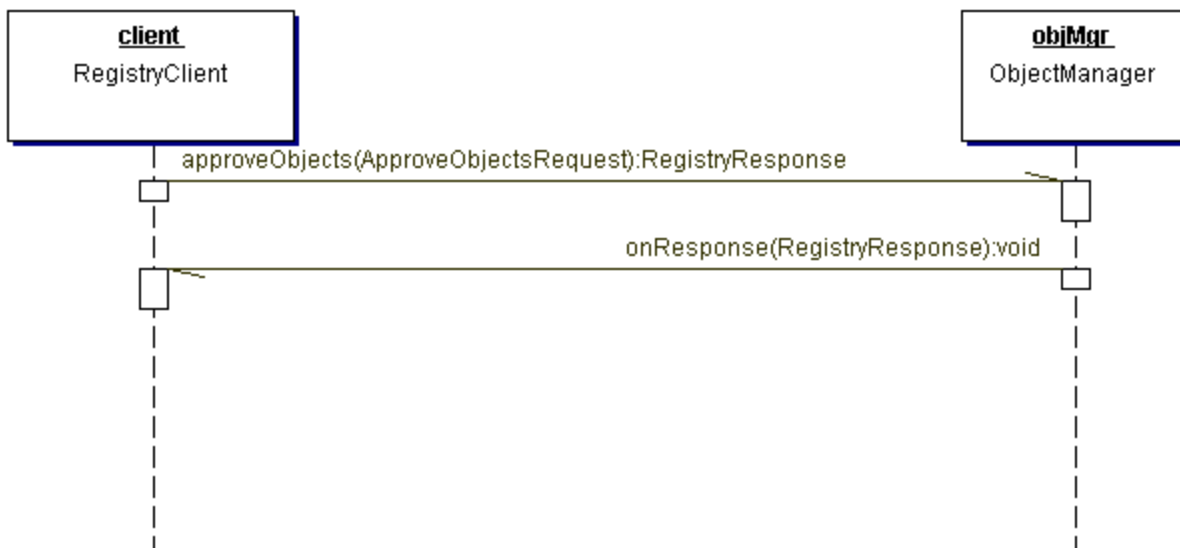 client
RegistryClient
objMgr
ObjectManager
approveObjects(ApproveObjectsRequest):RegistryResponse
onResponse(RegistryResponse):void